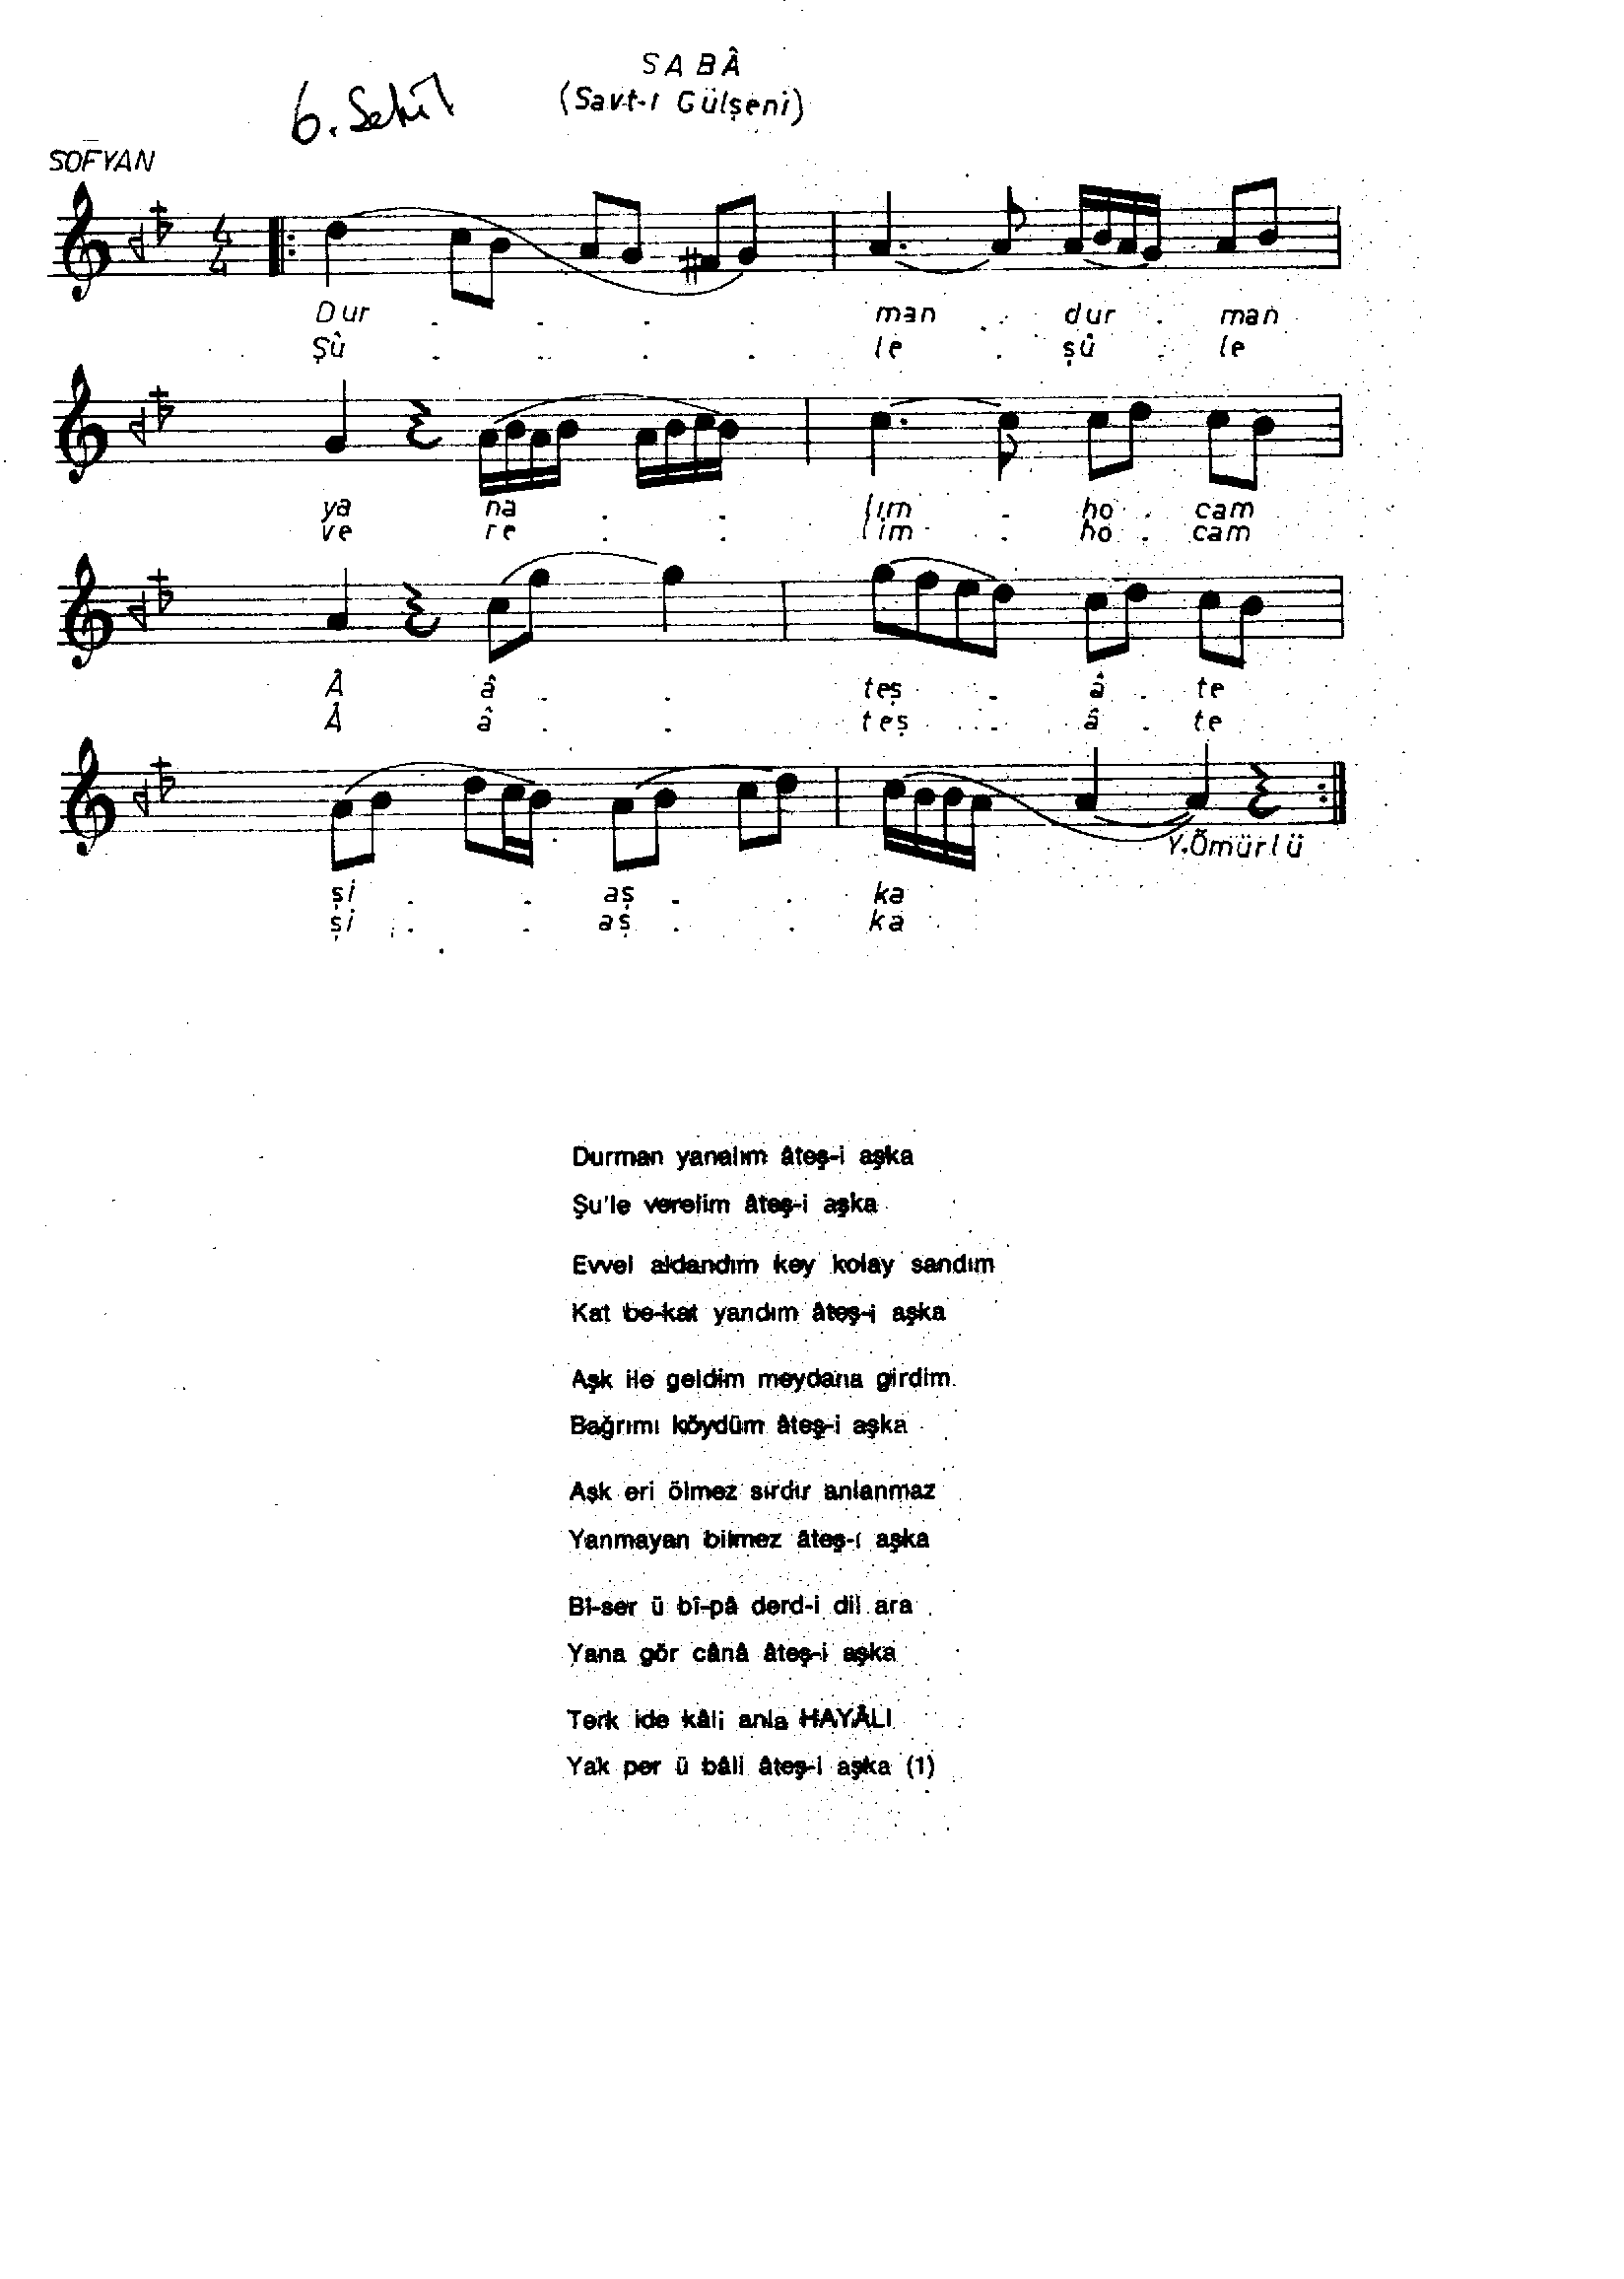 SABÂ
6. Sehil (Savt-ı Gülşeni)
SOFYAN
4
4
Dur . . . . man . dur . man
Şû . . . . le . şû . le
ya na . . lim . ho . cam
ve re . . lim . ho . cam
 â . . teş . â . te
 â . . teş . â . te
Y.Ömürlü
şi . . aş . . ka
şi . . aş . . ka
Durman yanalım âteş-i aşka
Şu'le verelim âteş-i aşka
Evvel aldandım key kolay sandım
Kat be-kat yandım âteş-i aşka
Aşk ile geldim meydana girdim
Bağrımı köydüm âteş-i aşka
Aşk eri ölmez sırdır anlanmaz
Yanmayan bilmez âteş-i aşka
Bî-ser ü bî-pâ derd-i dil ara
Yana gör cânâ âteş-i aşka
Terk ide kâli anla HAYÂLI
Yak per ü bâli âteş-i aşka (1)